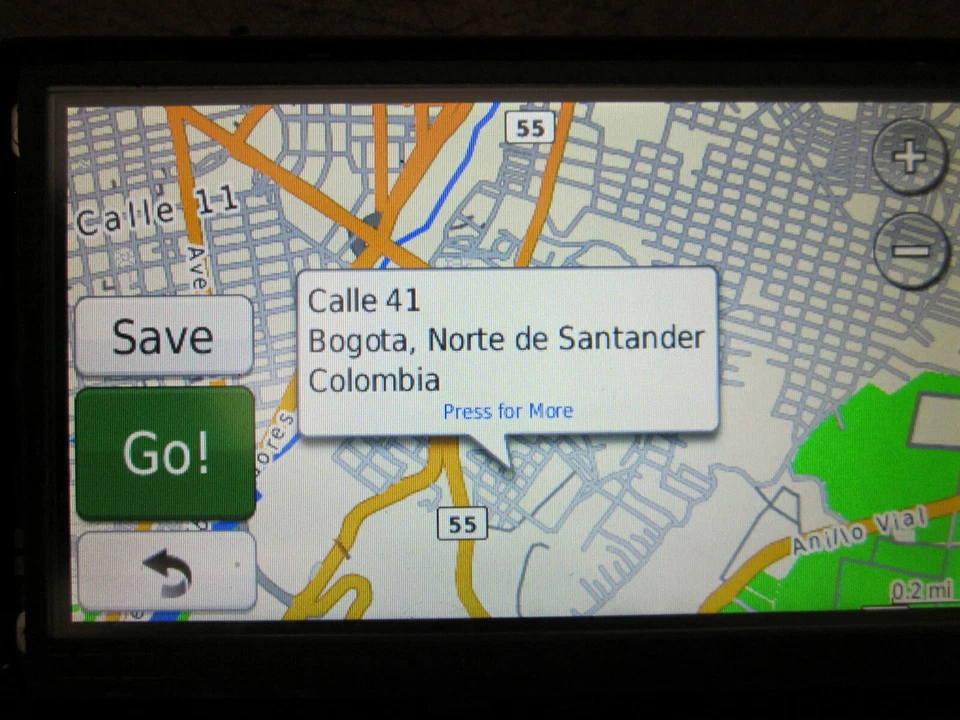 55
Calle 11
Ave
Save
Calle 41
Bogota, Norte de Santander
Colombia
Press for More
Go!
ores
55
Anillo Vial
0.2 mi